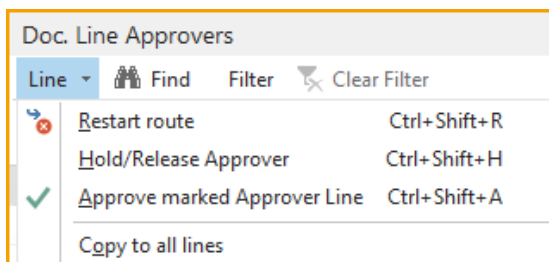 Doc. Line Approvers
Line Find Filter Clear Filter
Restart route Ctrl+Shift+R
Hold/Release Approver Ctrl+Shift+H
Approve marked Approver Line Ctrl+Shift+A
Copy to all lines